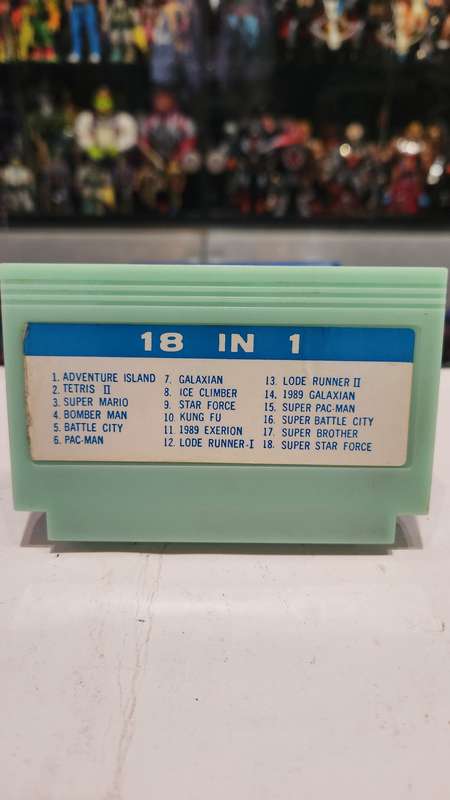 18 IN 1
1. ADVENTURE ISLAND
2. TETRIS II
3. SUPER MARIO
4. BOMBER MAN
5. BATTLE CITY
6. PAC-MAN
7. GALAXIAN
8. ICE CLIMBER
9. STAR FORCE
10. KUNG FU
11. 1989 EXERION
12. LODE RUNNER-I
13. LODE RUNNER II
14. 1989 GALAXIAN
15. SUPER PAC-MAN
16. SUPER BATTLE CITY
17. SUPER BROTHER
18. SUPER STAR FORCE